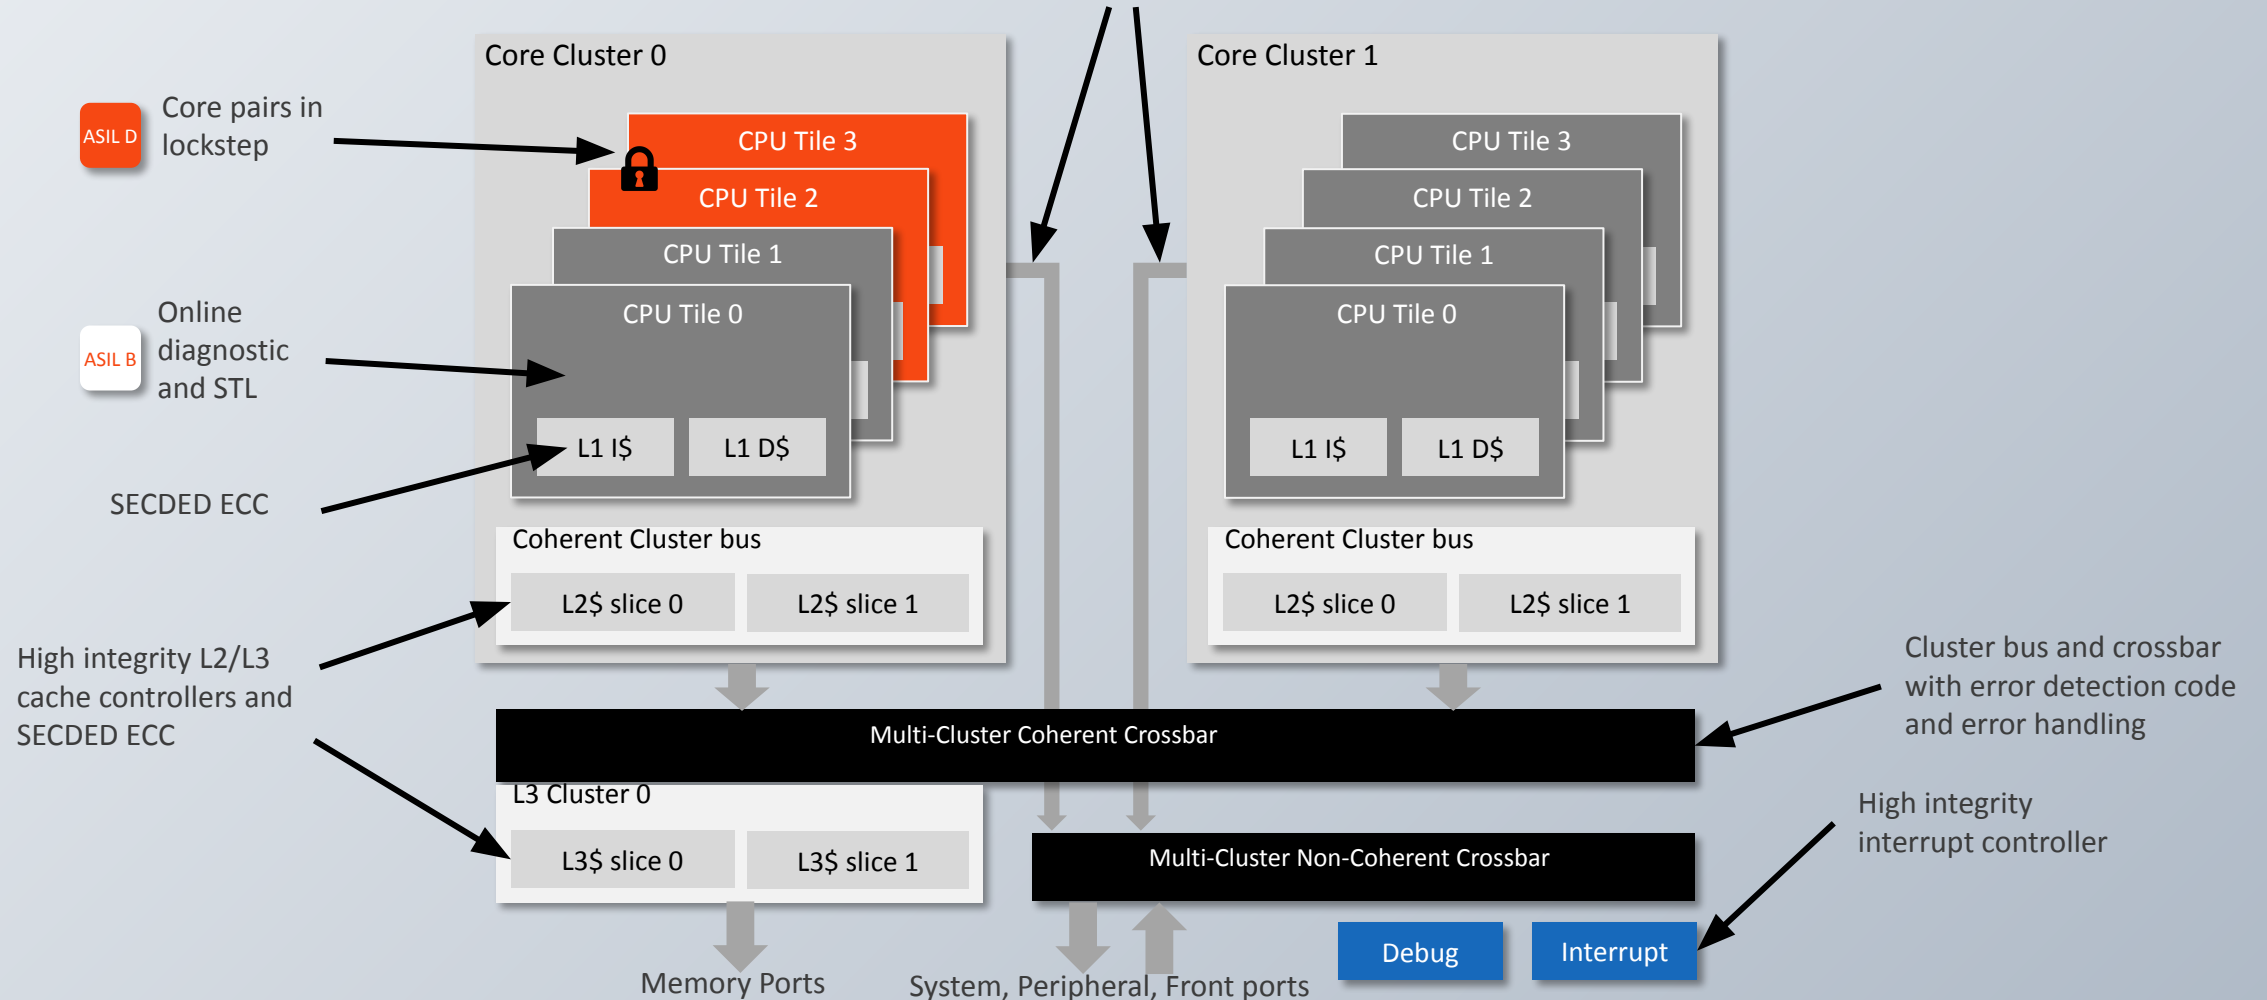 Core Cluster 0
Core Cluster 1
ASIL D
Core pairs in
lockstep
CPU Tile 3
CPU Tile 2
CPU Tile 1
CPU Tile 0
CPU Tile 3
CPU Tile 2
CPU Tile 1
CPU Tile 0
ASIL B
Online
diagnostic
and STL
L1 I$
L1 D$
L1 I$
L1 D$
SECDED ECC
Coherent Cluster bus
L2$ slice 0
L2$ slice 1
Coherent Cluster bus
L2$ slice 0
L2$ slice 1
High integrity L2/L3
cache controllers and
SECDED ECC
Cluster bus and crossbar
with error detection code
and error handling
Multi-Cluster Coherent Crossbar
L3 Cluster 0
L3$ slice 0
L3$ slice 1
Multi-Cluster Non-Coherent Crossbar
High integrity
interrupt controller
Debug
Interrupt
Memory Ports
System, Peripheral, Front ports